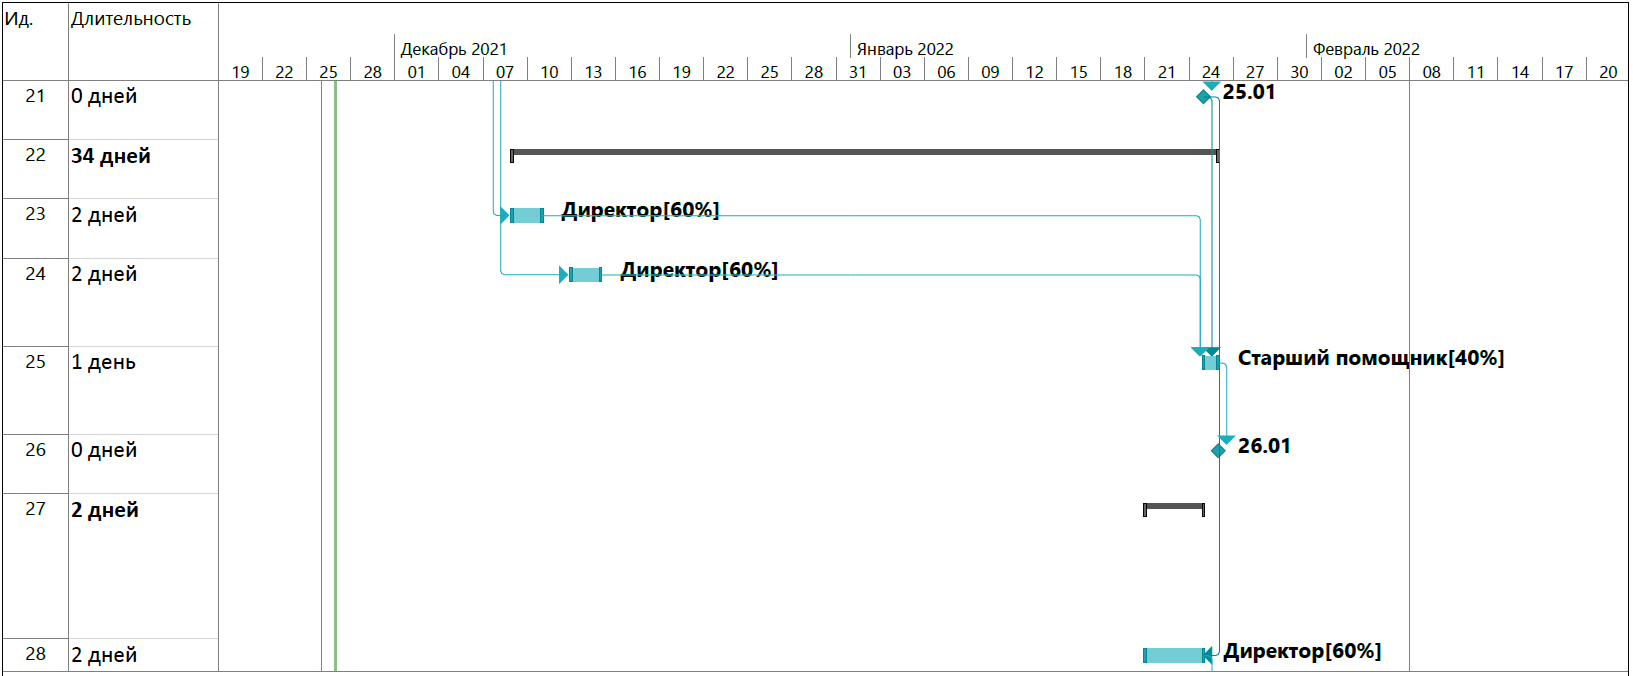 Ид. Длительность
Декабрь 2021 Январь 2022 Февраль 2022
19 22 25 28 01 04 07 10 13 16 19 22 25 28 31 03 06 09 12 15 18 21 24 27 30 02 05 08 11 14 17 20
21 0 дней 25.01
22 34 дней
23 2 дней Директор[60%]
24 2 дней Директор[60%]
25 1 день Старший помощник[40%]
26 0 дней 26.01
27 2 дней
28 2 дней Директор[60%]